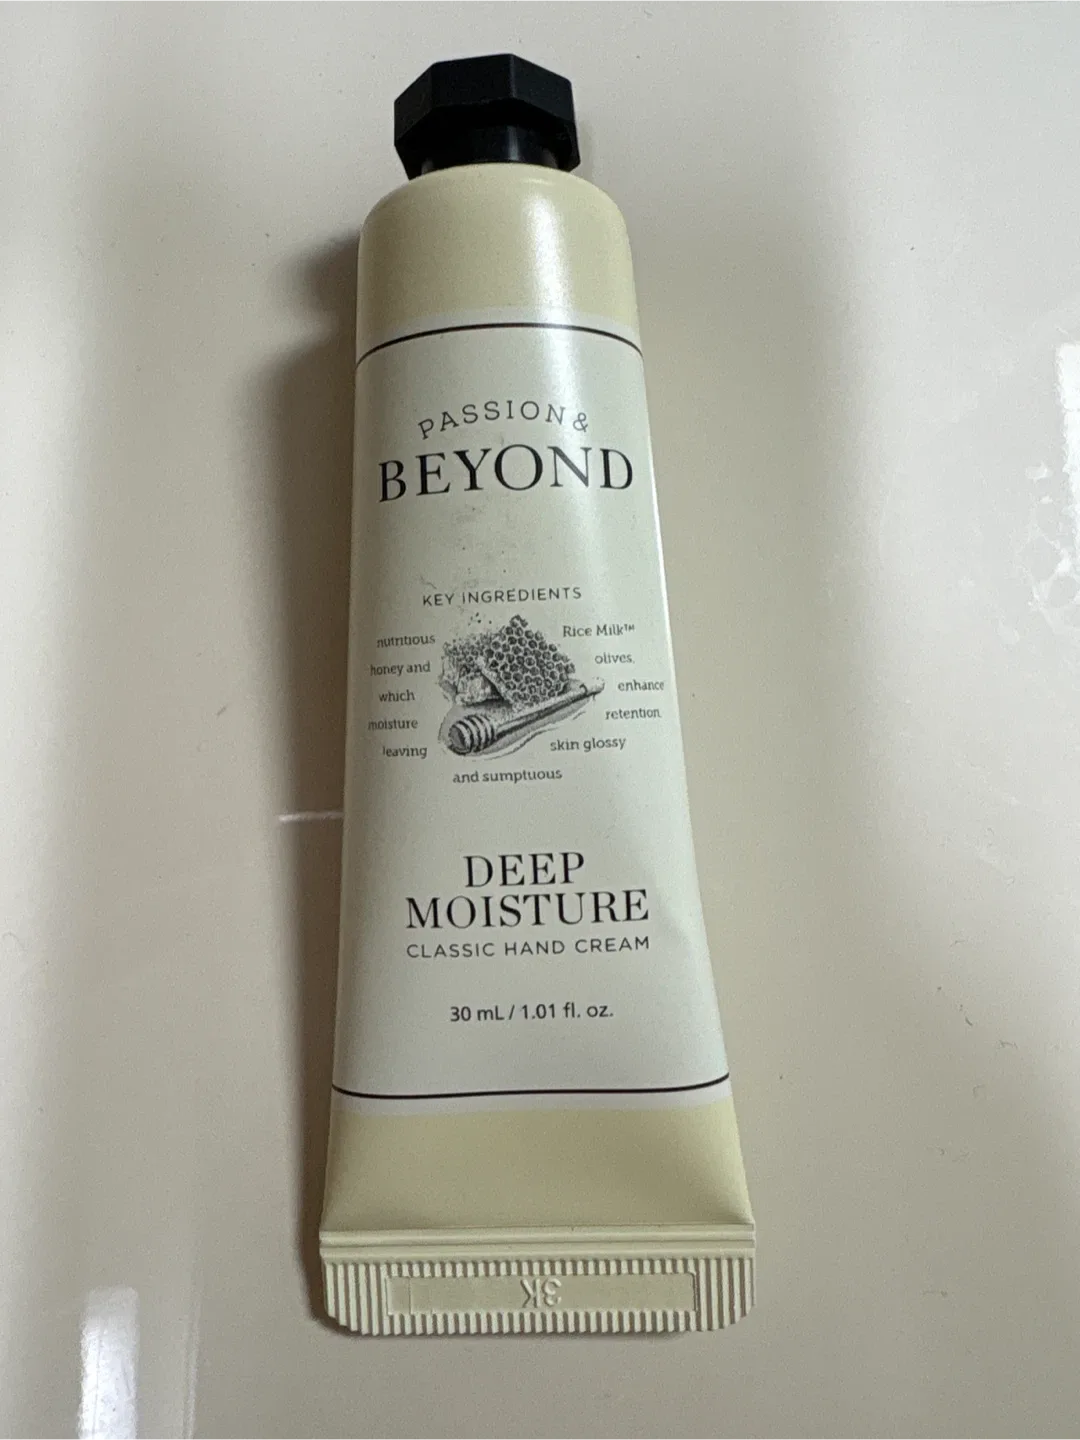 PASSION &
BEYOND
KEY INGREDIENTS
nutritious Rice Milk™
honey and olives,
which enhance
moisture retention,
leaving skin glossy
and sumptuous
DEEP
MOISTURE
CLASSIC HAND CREAM
30 mL / 1.01 fl. oz.
3K